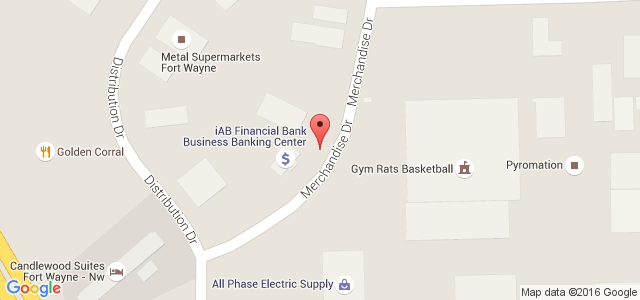 Metal Supermarkets
Fort Wayne
Distribution Dr
Merchandise Dr
iAB Financial Bank
Business Banking Center
$
Merchandise Dr
Golden Corral
Gym Rats Basketball
Pyromation
Distribution Dr
Candlewood Suites
Fort Wayne - Nw
All Phase Electric Supply
Map data ©2016 Google